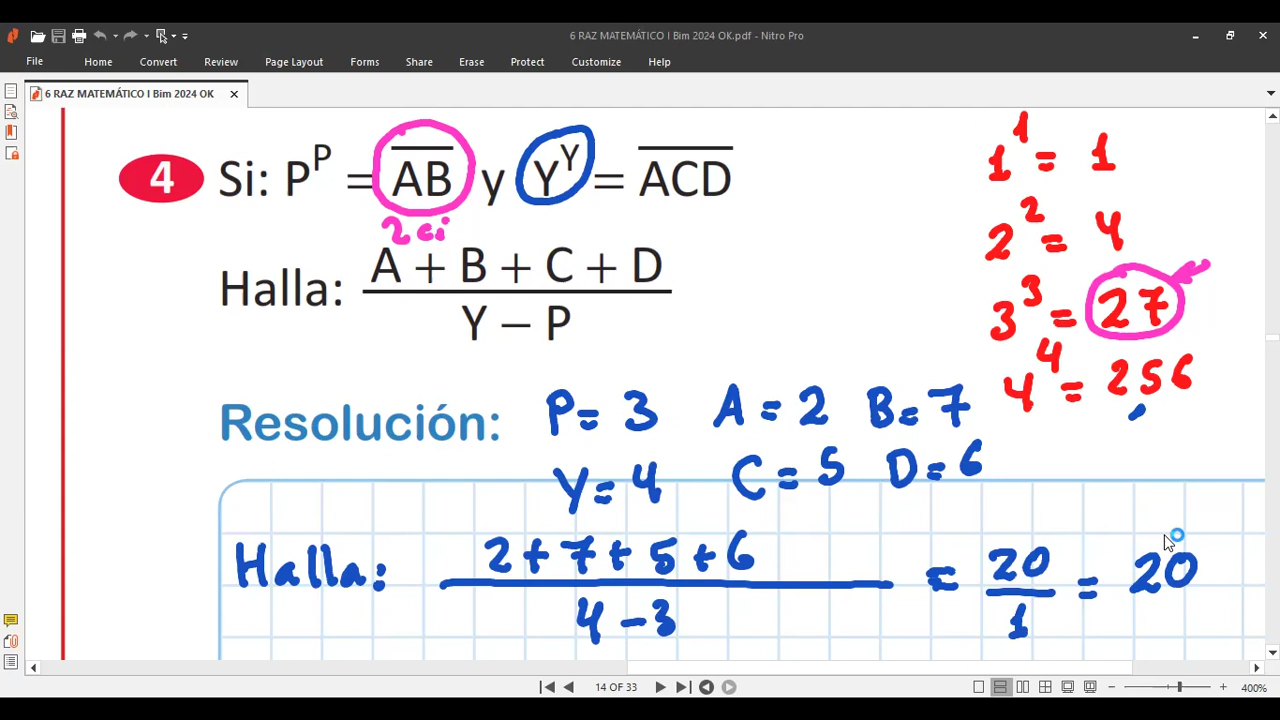 6 RAZ MATEMÁTICO I Bim 2024 OK.pdf - Nitro Pro
File Home Convert Review Page Layout Forms Share Erase Protect Customize Help
6 RAZ MATEMÁTICO I Bim 2024 OK
4 Si: P^P = AB y Y^Y = ACD
2 ci
Halla: A + B + C + D
Y – P
1^1 = 1
2^2 = 4
3^3 = 27
4^4 = 256
Resolución: P= 3 A = 2 B= 7
Y= 4 C = 5 D= 6
Halla: 2 + 7 + 5 + 6 = 20 = 20
4 - 3 1
14 OF 33
400%